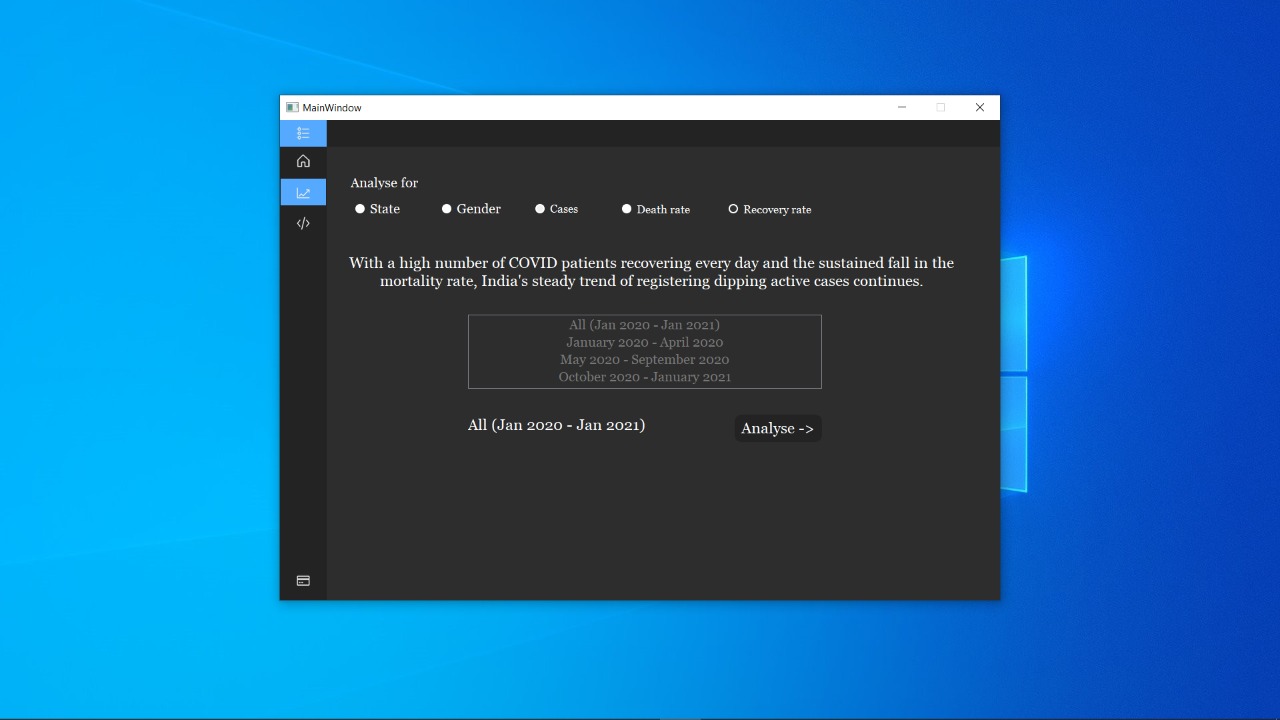 MainWindow
Analyse for
State Gender Cases Death rate Recovery rate
With a high number of COVID patients recovering every day and the sustained fall in the
mortality rate, India's steady trend of registering dipping active cases continues.
All (Jan 2020 - Jan 2021)
January 2020 - April 2020
May 2020 - September 2020
October 2020 - January 2021
All (Jan 2020 - Jan 2021) Analyse ->